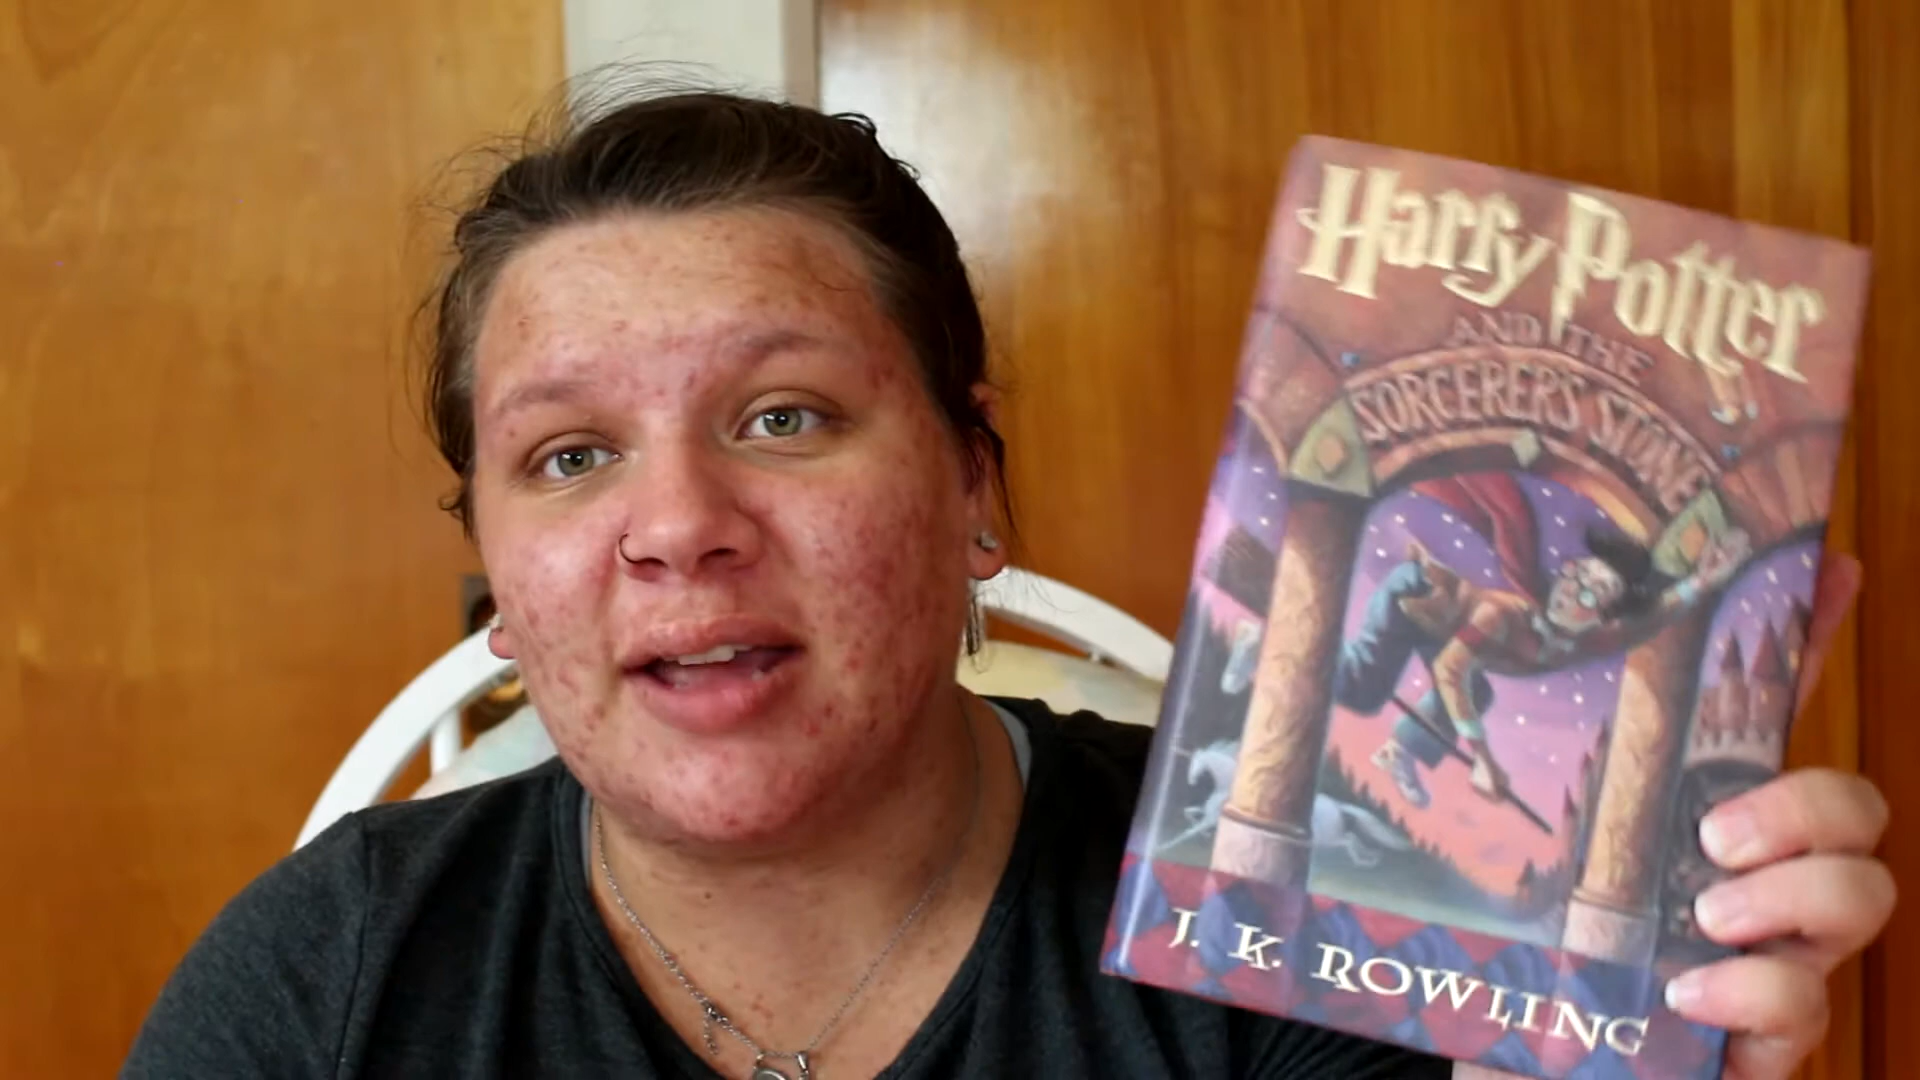 Harry Potter
AND THE
SORCERER'S STONE
J. K. ROWLING